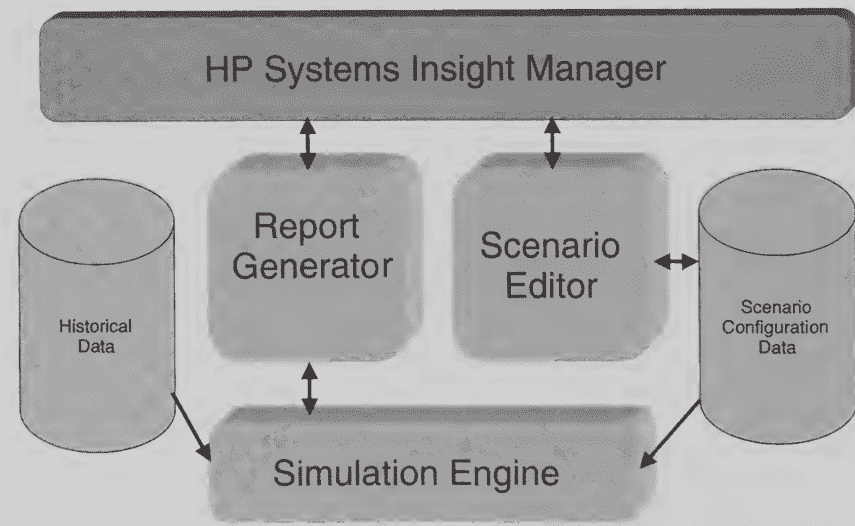 HP Systems Insight Manager
Report
Generator
Scenario
Editor
Historical
Data
Scenario
Configuration
Data
Simulation Engine